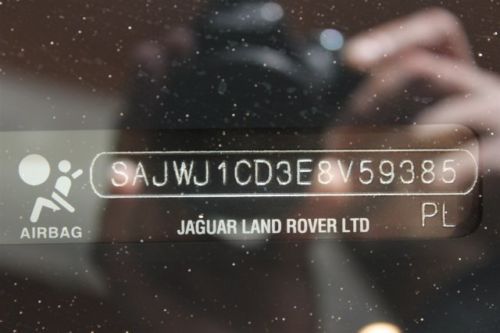 SAJWJ1CD3E8V59385
PL
AIRBAG
JAGUAR LAND ROVER LTD